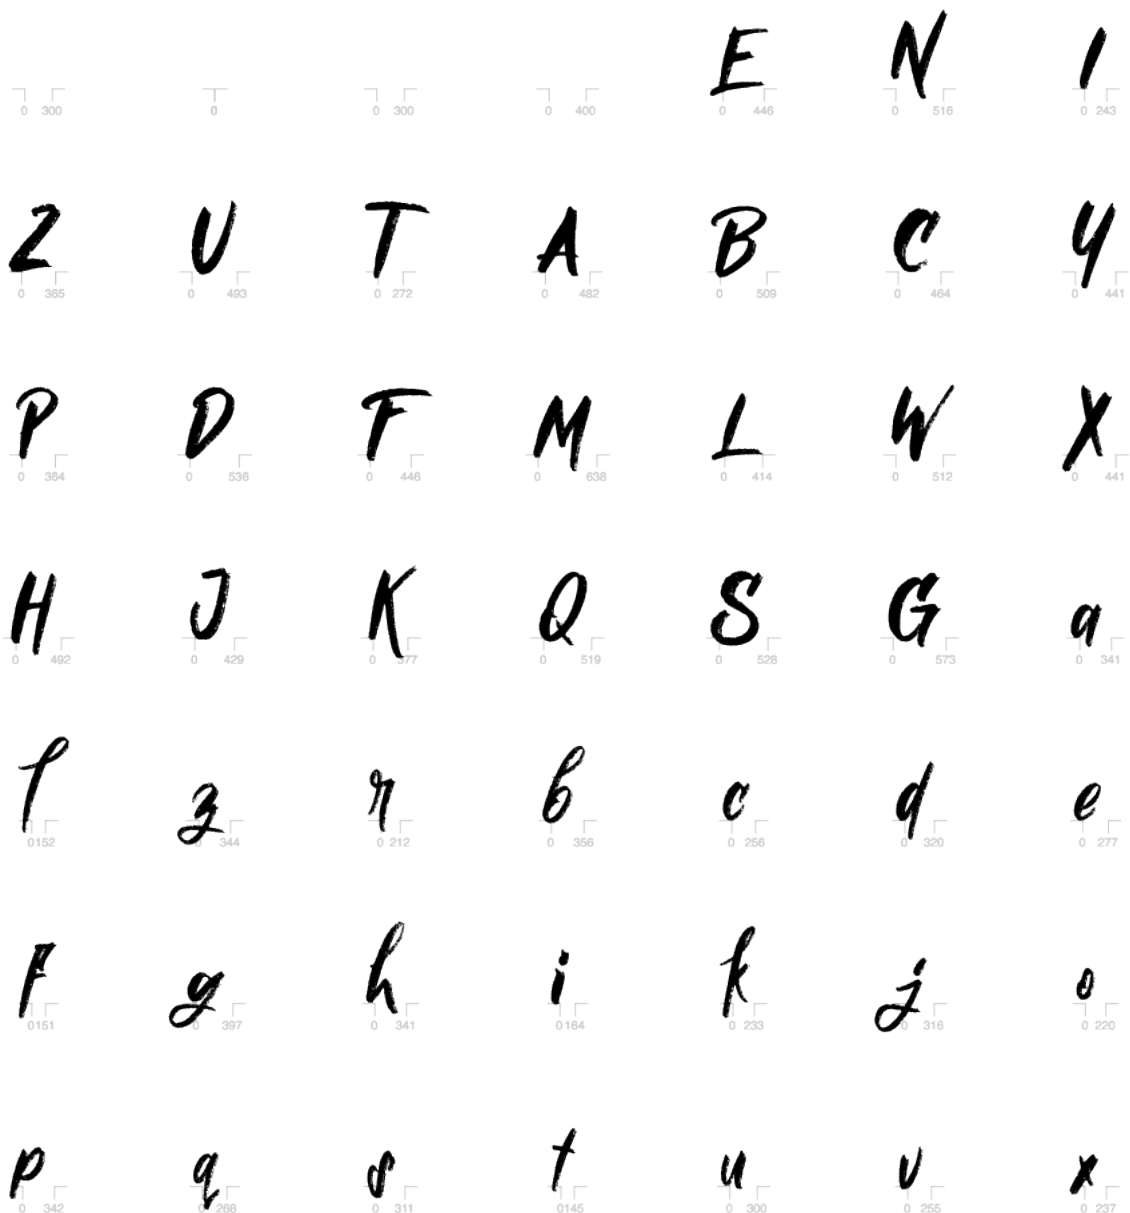 E N I
0 300 0 0 300 0 400 0 446 0 516 0 243
Z U T A B C Y
0 365 0 493 0 272 0 482 0 509 0 464 0 441
P D F M L W X
0 364 0 536 0 446 0 638 0 414 0 512 0 441
H J K Q S G a
0 492 0 429 0 377 0 519 0 528 0 573 0 341
l z r b c d e
0 152 0 344 0 212 0 356 0 256 0 320 0 277
f g h i k j o
0 151 0 397 0 341 0 164 0 233 0 316 0 220
p q s t u v x
0 342 0 268 0 311 0 145 0 300 0 255 0 237